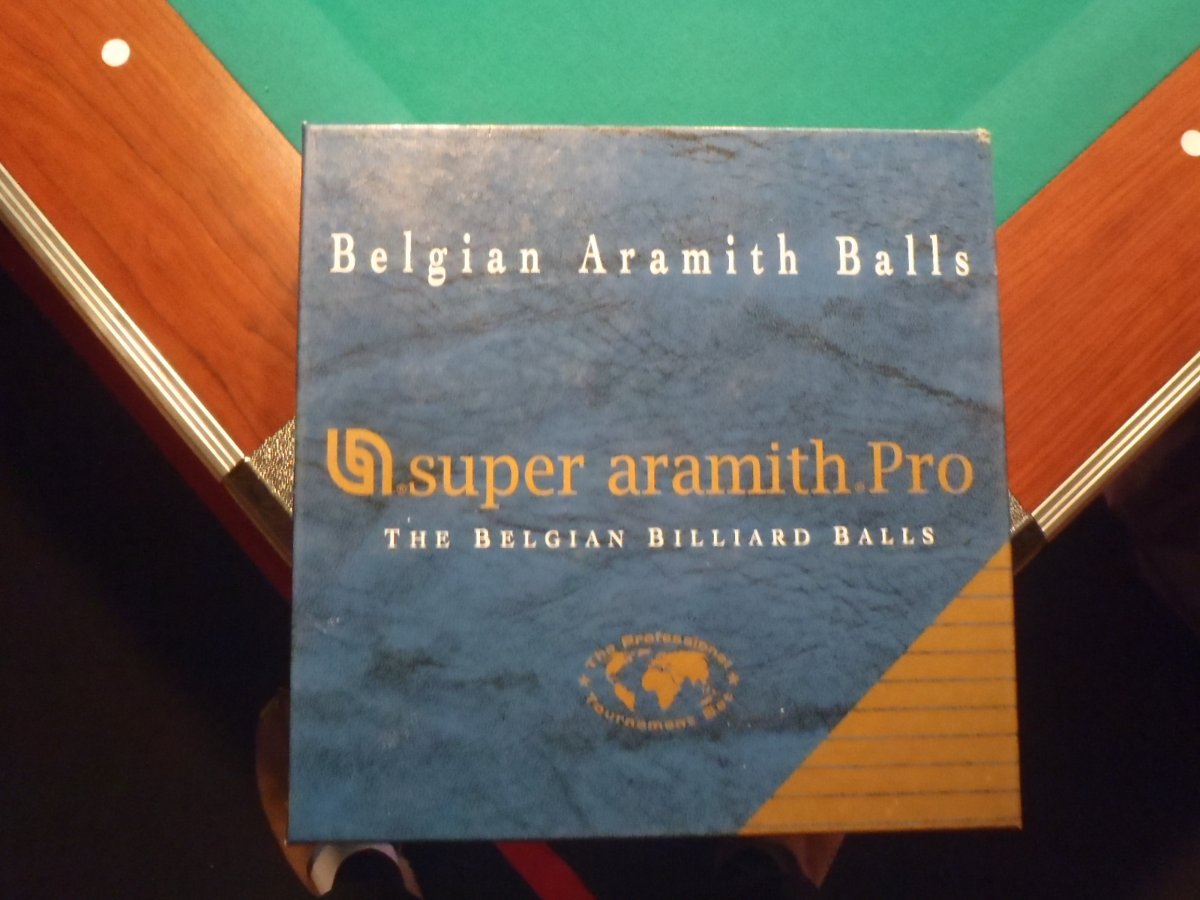 Belgian Aramith Balls
® super aramith®Pro
THE BELGIAN BILLIARD BALLS
The Professional
Tournament Set